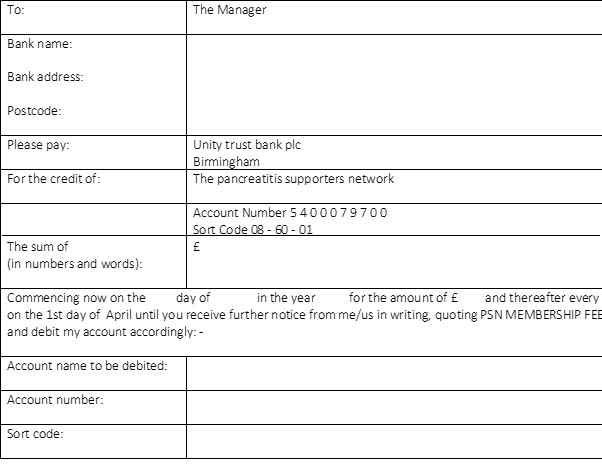 To: The Manager
Bank name:
Bank address:
Postcode:
Please pay: Unity trust bank plc
Birmingham
For the credit of: The pancreatitis supporters network
Account Number 5 4 0 0 0 7 9 7 0 0
Sort Code 08 - 60 - 01
The sum of £
(in numbers and words):
Commencing now on the day of in the year for the amount of £ and thereafter every
on the 1st day of April until you receive further notice from me/us in writing, quoting PSN MEMBERSHIP FEE
and debit my account accordingly: -
Account name to be debited:
Account number:
Sort code: